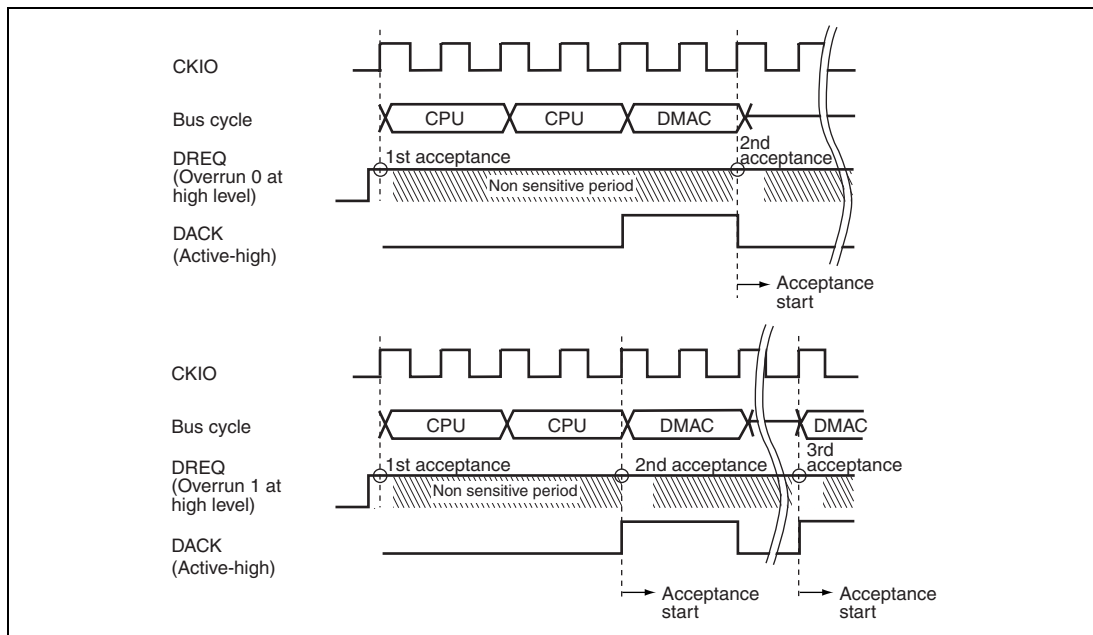 CKIO
Bus cycle
CPU
CPU
DMAC
DREQ
(Overrun 0 at
high level)
1st acceptance
2nd
acceptance
Non sensitive period
DACK
(Active-high)
Acceptance
start
CKIO
Bus cycle
CPU
CPU
DMAC
DMAC
DREQ
(Overrun 1 at
high level)
1st acceptance
2nd acceptance
3rd
acceptance
Non sensitive period
DACK
(Active-high)
Acceptance
start
Acceptance
start